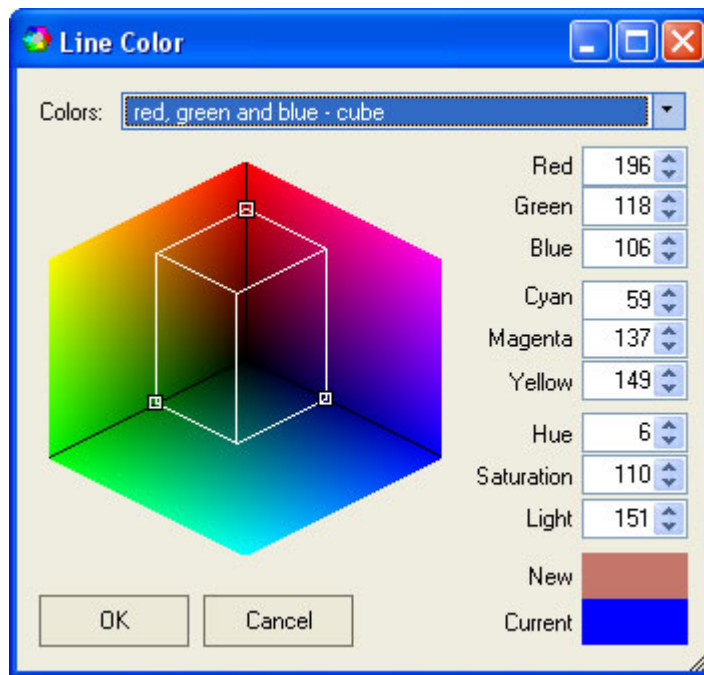 Line Color
Colors: red, green and blue - cube
Red 196
Green 118
Blue 106
Cyan 59
Magenta 137
Yellow 149
Hue 6
Saturation 110
Light 151
New
Current
OK Cancel